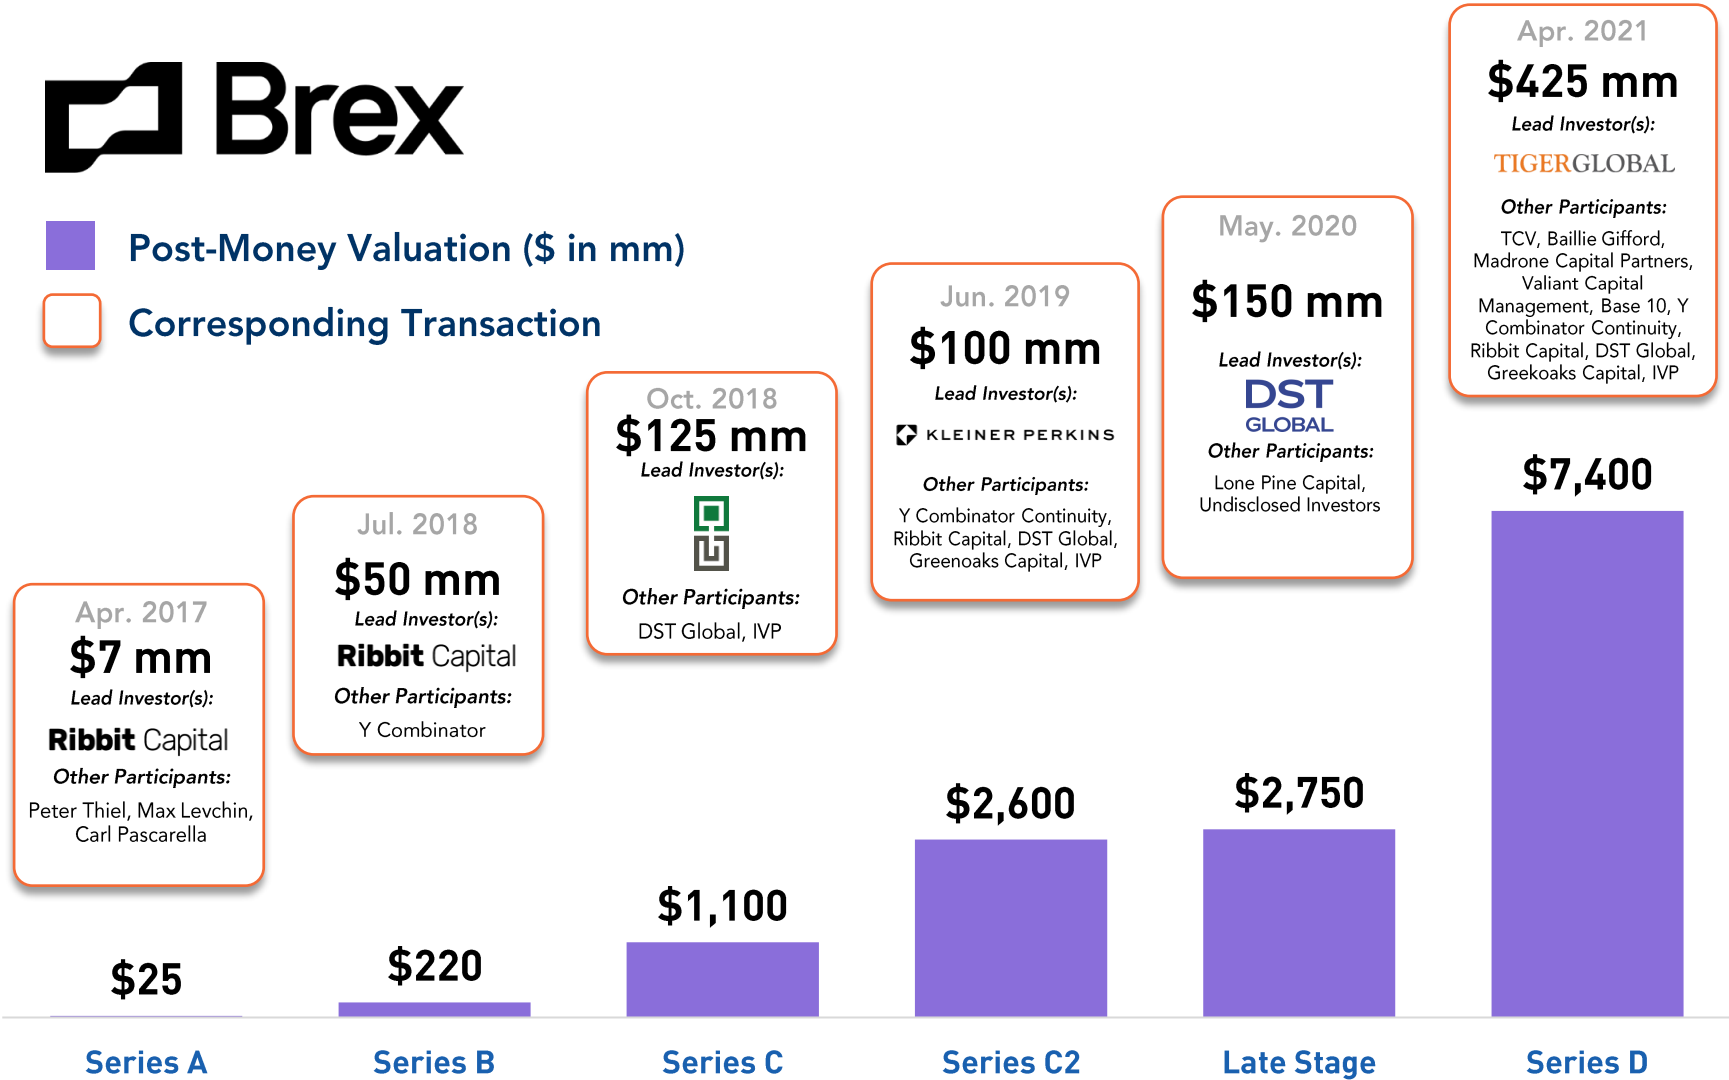 Brex
Post-Money Valuation ($ in mm)
Corresponding Transaction
Apr. 2017
$7 mm
Lead Investor(s):
Ribbit Capital
Other Participants:
Peter Thiel, Max Levchin,
Carl Pascarella
Jul. 2018
$50 mm
Lead Investor(s):
Ribbit Capital
Other Participants:
Y Combinator
Oct. 2018
$125 mm
Lead Investor(s):
Other Participants:
DST Global, IVP
Jun. 2019
$100 mm
Lead Investor(s):
KLEINER PERKINS
Other Participants:
Y Combinator Continuity,
Ribbit Capital, DST Global,
Greenoaks Capital, IVP
May. 2020
$150 mm
Lead Investor(s):
DST
GLOBAL
Other Participants:
Lone Pine Capital,
Undisclosed Investors
Apr. 2021
$425 mm
Lead Investor(s):
TIGERGLOBAL
Other Participants:
TCV, Baillie Gifford,
Madrone Capital Partners,
Valiant Capital
Management, Base 10, Y
Combinator Continuity,
Ribbit Capital, DST Global,
Greekoaks Capital, IVP
$25
$220
$1,100
$2,600
$2,750
$7,400
Series A
Series B
Series C
Series C2
Late Stage
Series D